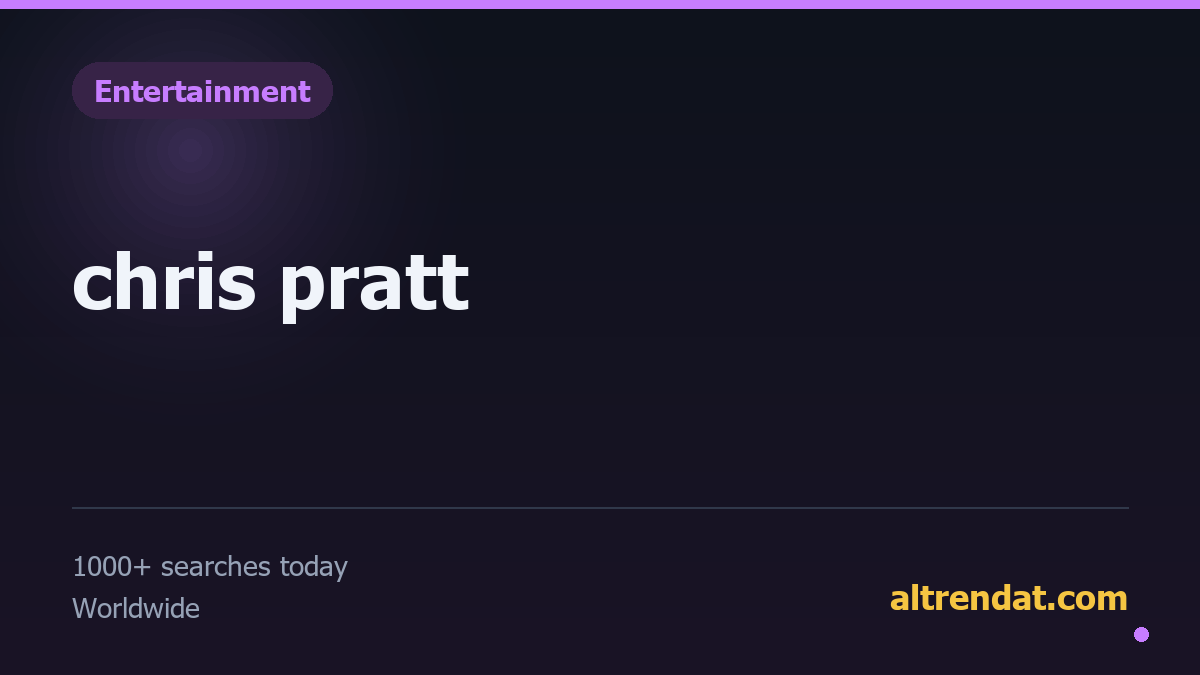 Entertainment
chris pratt
1000+ searches today
Worldwide
altrendat.com